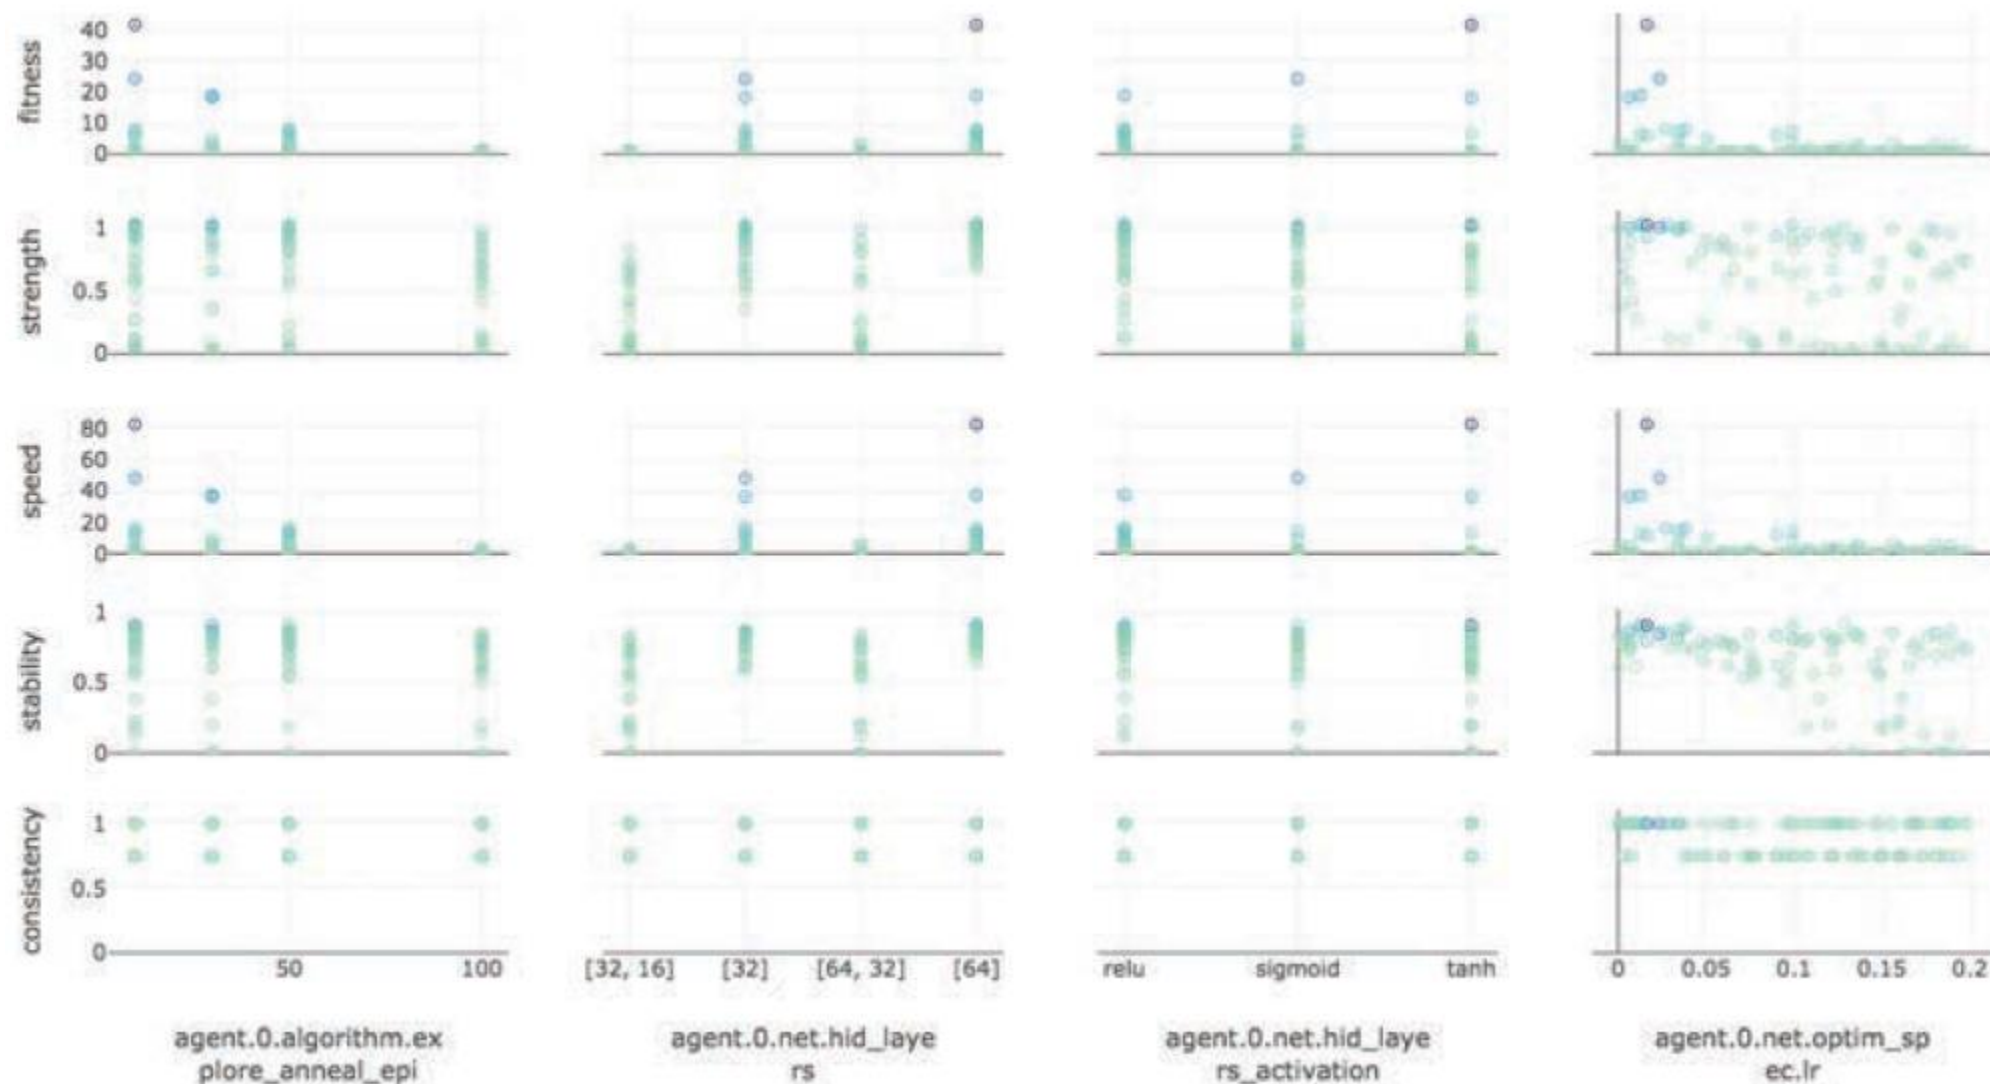 fitness
40
30
20
10
0
strength
1
0.5
0
speed
80
60
40
20
0
stability
1
0.5
0
consistency
1
0.5
0
50 100
[32, 16] [32] [64, 32] [64]
relu sigmoid tanh
0 0.05 0.1 0.15 0.2
agent.0.algorithm.ex
plore_anneal_epi
agent.0.net.hid_laye
rs
agent.0.net.hid_laye
rs_activation
agent.0.net.optim_sp
ec.lr